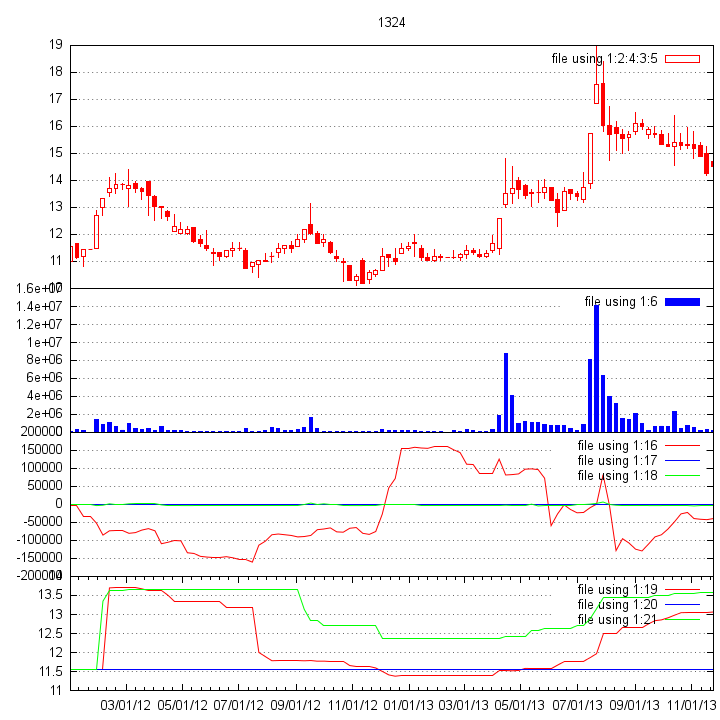 1324
19
file using 1:2:4:3:5
18
17
16
15
14
13
12
11
1.6e+07
file using 1:6
1.4e+07
1.2e+07
1e+07
8e+06
6e+06
4e+06
2e+06
200000
file using 1:16
150000
file using 1:17
100000
file using 1:18
50000
0
-50000
-100000
-150000
-200000
14
file using 1:19
13.5
file using 1:20
13
file using 1:21
12.5
12
11.5
11
03/01/12 05/01/12 07/01/12 09/01/12 11/01/12 01/01/13 03/01/13 05/01/13 07/01/13 09/01/13 11/01/13